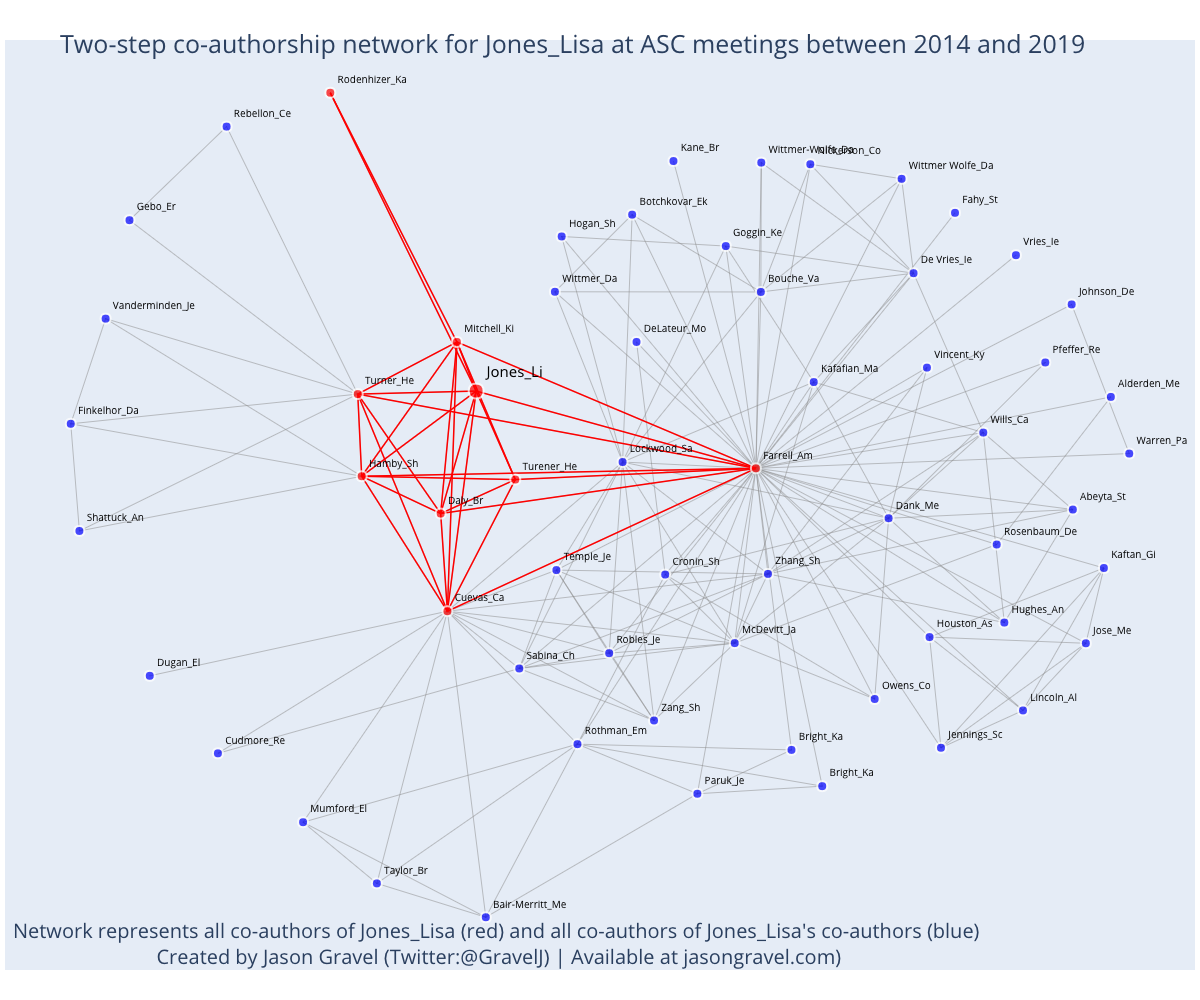 Two-step co-authorship network for Jones_Lisa at ASC meetings between 2014 and 2019
Rodenhizer_Ka
Rebellon_Ce
Kane_Br
Wittmer-Wolfe_Da
Nickerson_Co
Wittmer Wolfe_Da
Fahy_St
Gebo_Er
Botchkovar_Ek
Hogan_Sh
Goggin_Ke
Vries_Ie
De Vries_Ie
Wittmer_Da
Bouche_Va
Johnson_De
Vanderminden_Je
Mitchell_Ki
DeLateur_Mo
Pfeffer_Re
Vincent_Ky
Jones_Li
Kafafian_Ma
Turner_He
Alderden_Me
Finkelhor_Da
Wills_Ca
Warren_Pa
Lockwood_Sa
Farrell_Am
Hamby_Sh
Turener_He
Daly_Br
Abeyta_St
Dank_Me
Shattuck_An
Rosenbaum_De
Kaftan_Gi
Temple_Je
Cronin_Sh
Zhang_Sh
Cuevas_Ca
Hughes_An
Houston_As
Jose_Me
McDevitt_Ja
Robles_Je
Sabina_Ch
Dugan_El
Owens_Co
Lincoln_Al
Zang_Sh
Rothman_Em
Cudmore_Re
Bright_Ka
Jennings_Sc
Bright_Ka
Paruk_Je
Mumford_El
Taylor_Br
Bair-Merritt_Me
Network represents all co-authors of Jones_Lisa (red) and all co-authors of Jones_Lisa's co-authors (blue)
Created by Jason Gravel (Twitter:@GravelJ) | Available at jasongravel.com)